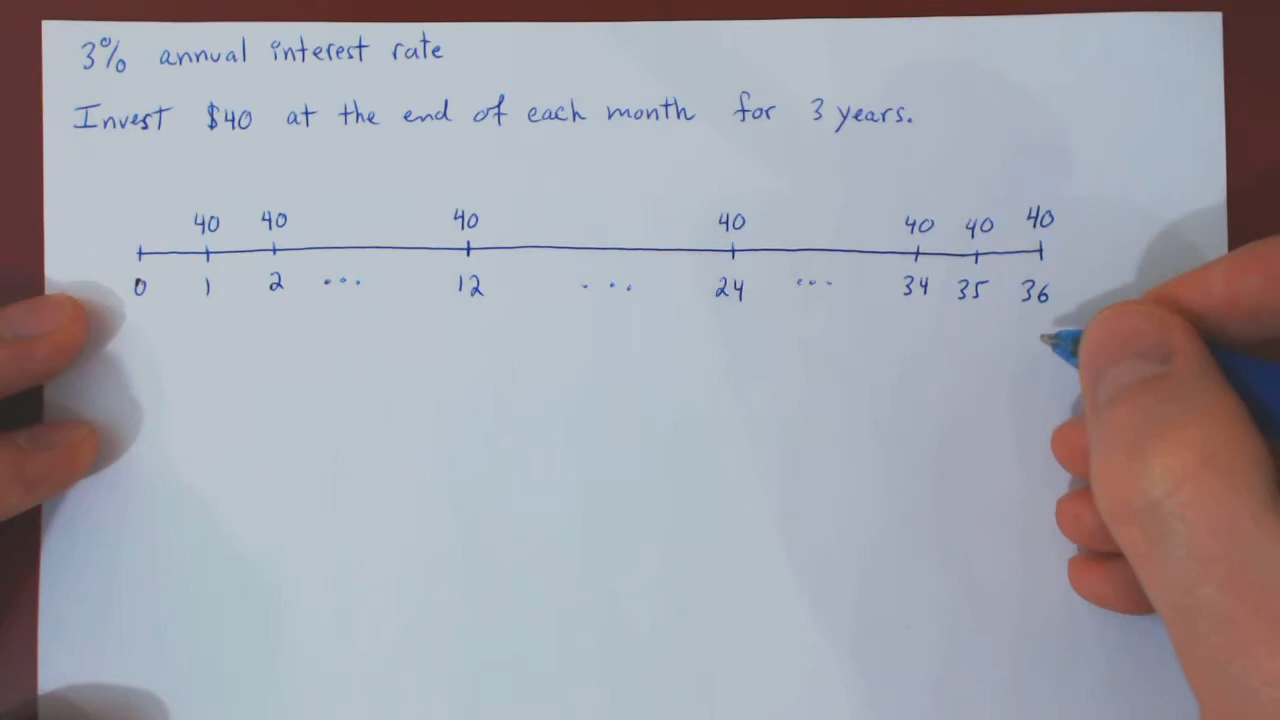 3% annual interest rate
Invest $40 at the end of each month for 3 years.
40 40 40 40 40 40 40
0 1 2 ... 12 ... 24 ... 34 35 36